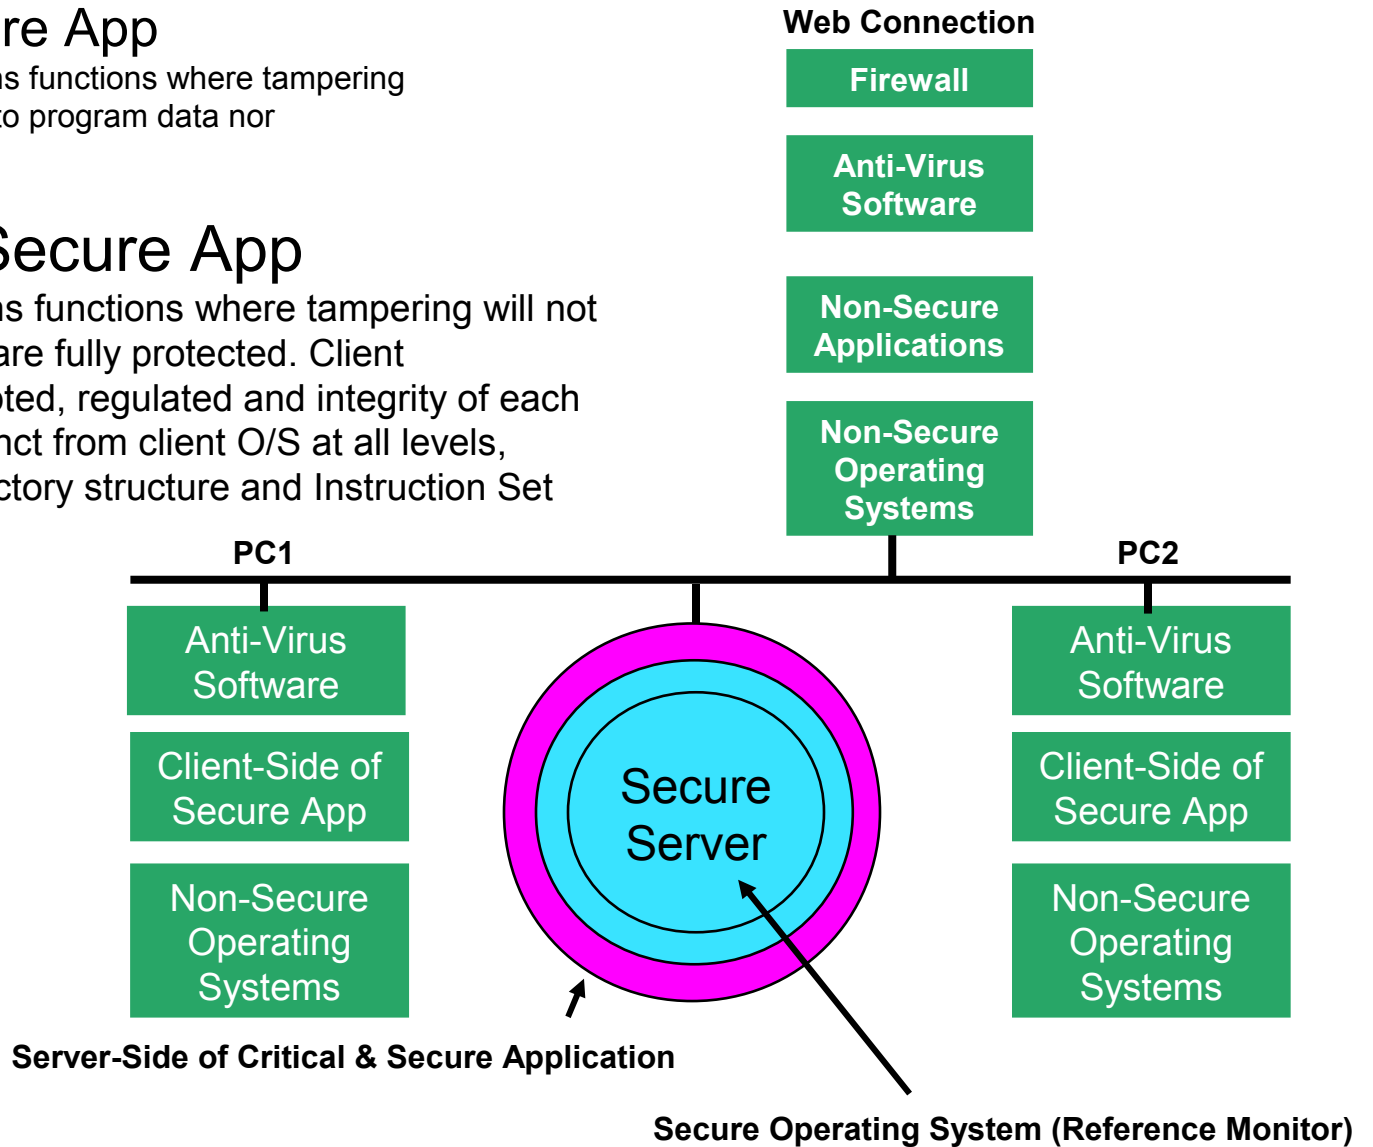 re App
ns functions where tampering
to program data nor
Secure App
ns functions where tampering will not
are fully protected. Client
oted, regulated and integrity of each
nct from client O/S at all levels,
ctory structure and Instruction Set
Web Connection
Firewall
Anti-Virus
Software
Non-Secure
Applications
Non-Secure
Operating
Systems
PC1
PC2
Anti-Virus
Software
Client-Side of
Secure App
Non-Secure
Operating
Systems
Secure
Server
Anti-Virus
Software
Client-Side of
Secure App
Non-Secure
Operating
Systems
Server-Side of Critical & Secure Application
Secure Operating System (Reference Monitor)